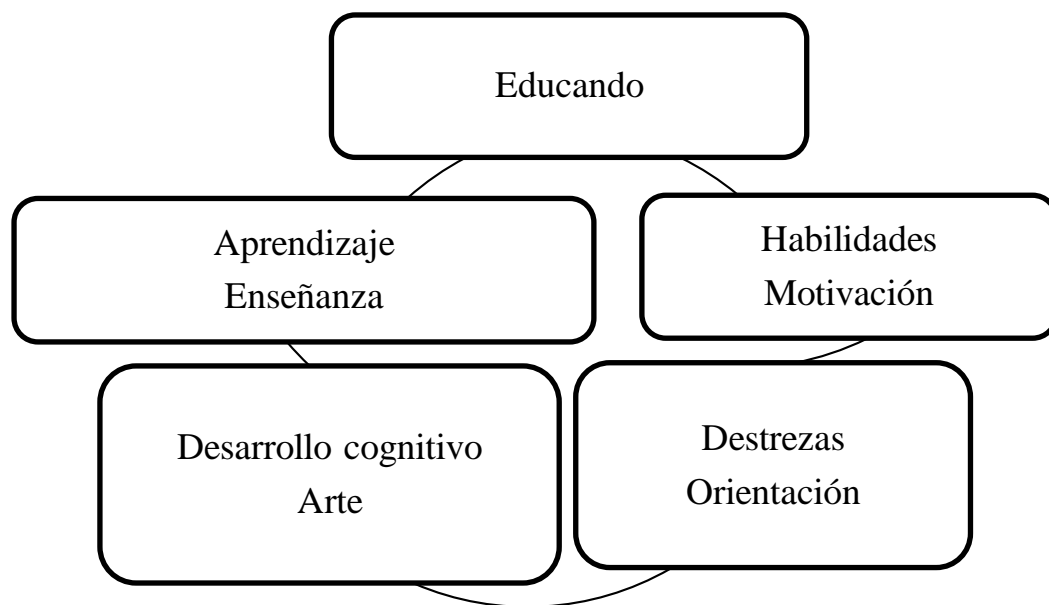 Educando
Aprendizaje
Enseñanza
Habilidades
Motivación
Desarrollo cognitivo
Arte
Destrezas
Orientación